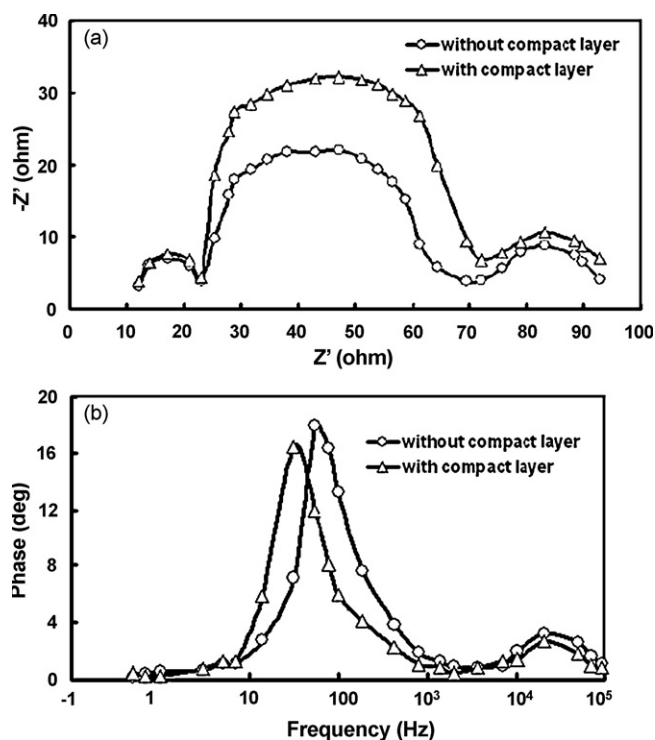 (a)
without compact layer
with compact layer
-Z' (ohm)
40
30
20
10
0
0 10 20 30 40 50 60 70 80 90 100
Z' (ohm)
(b)
without compact layer
with compact layer
Phase (deg)
20
16
12
8
4
0
-1 1 10 100 10³ 10⁴ 10⁵
Frequency (Hz)